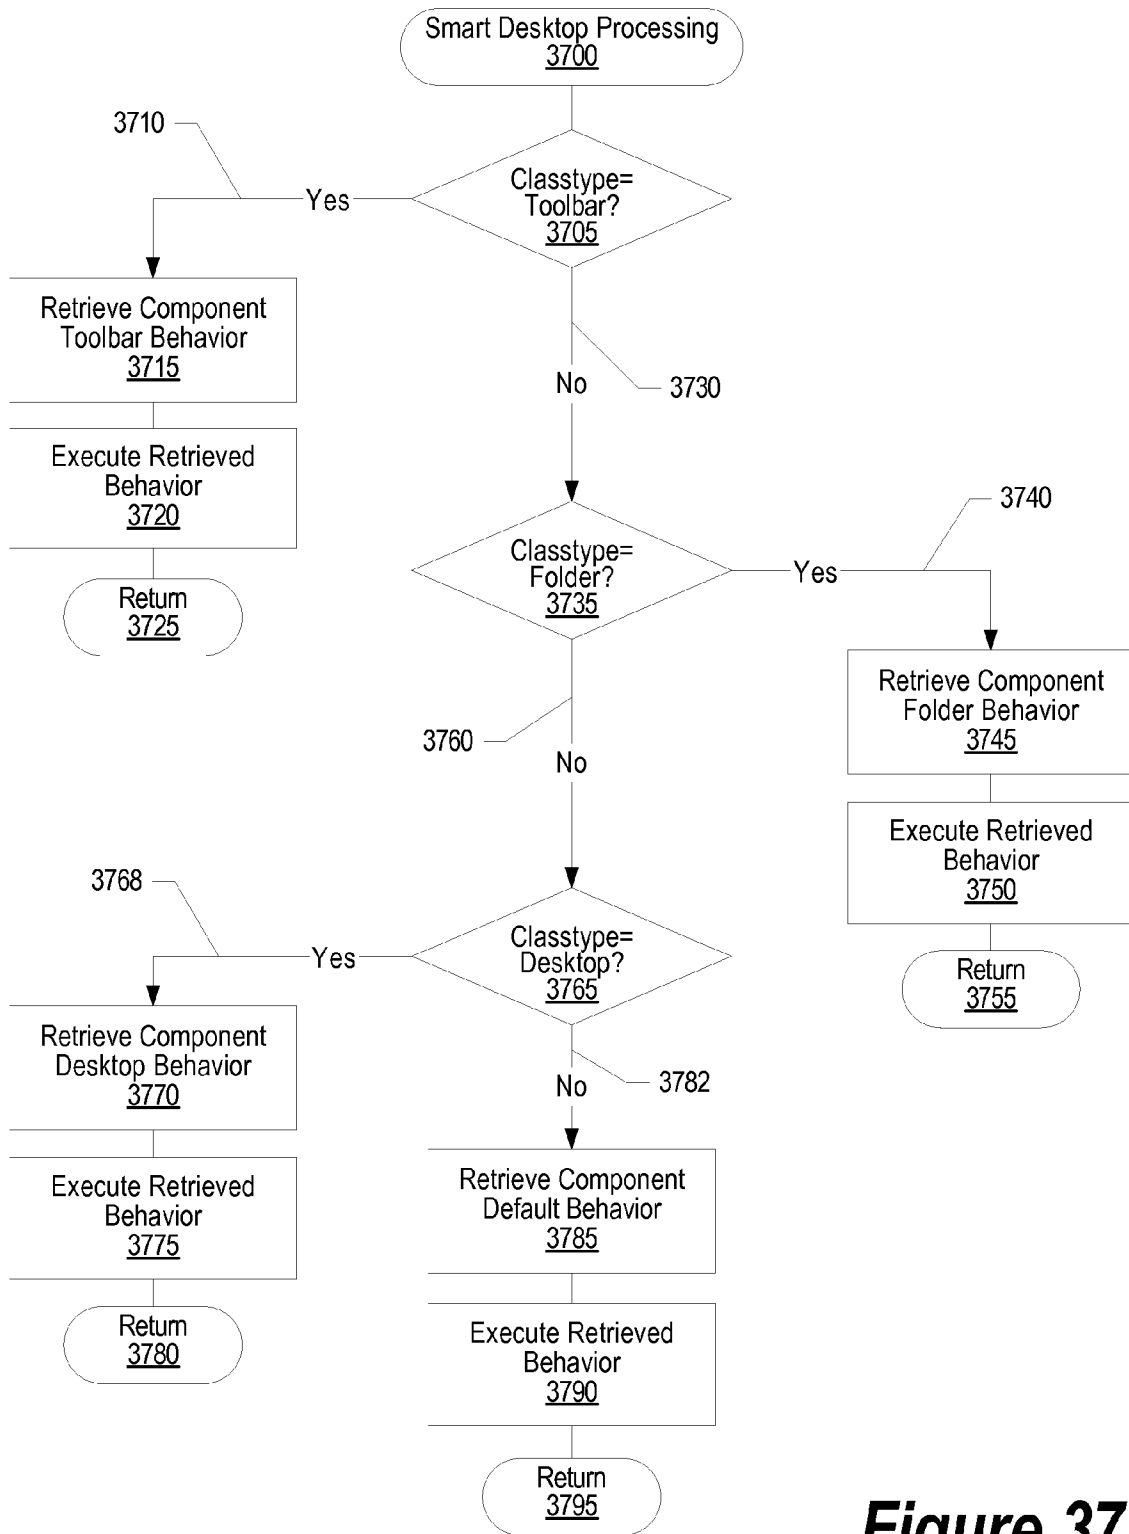 Smart Desktop Processing
3700
3710
Classtype=
Toolbar?
3705
Yes
Retrieve Component
Toolbar Behavior
3715
No
3730
Execute Retrieved
Behavior
3720
Return
3725
Classtype=
Folder?
3735
Yes
3740
Retrieve Component
Folder Behavior
3745
3760
No
Execute Retrieved
Behavior
3750
Return
3755
3768
Classtype=
Desktop?
3765
Yes
Retrieve Component
Desktop Behavior
3770
No
3782
Execute Retrieved
Behavior
3775
Return
3780
Retrieve Component
Default Behavior
3785
Execute Retrieved
Behavior
3790
Return
3795
Figure 37